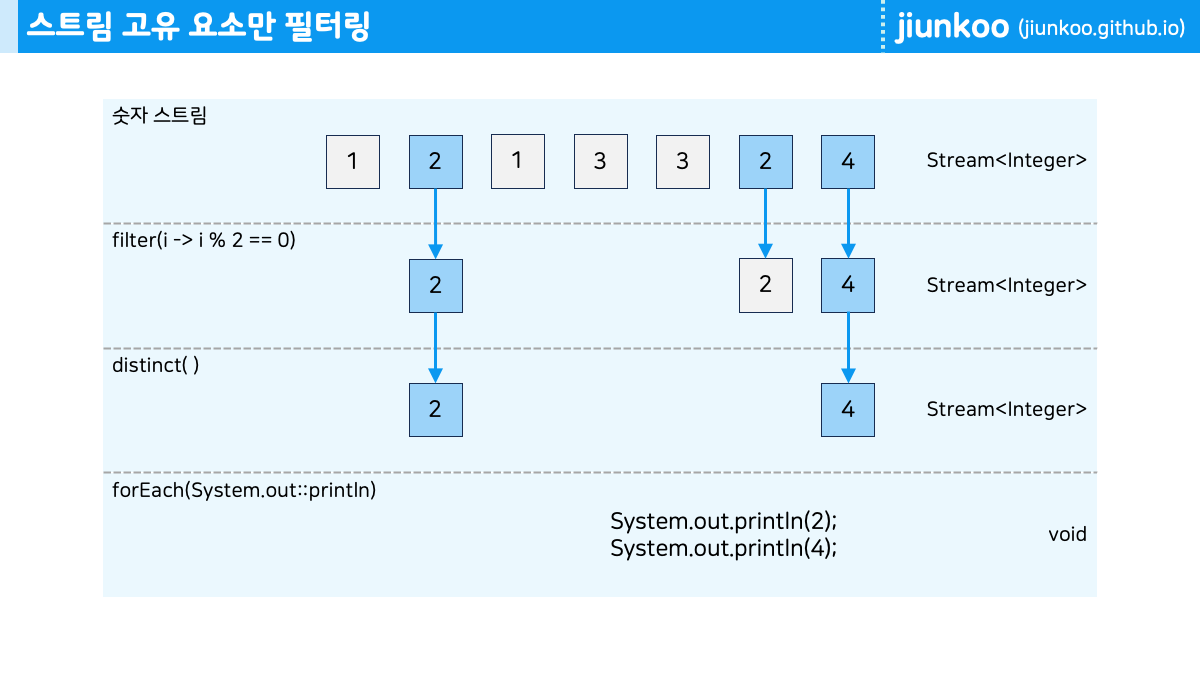 스트림 고유 요소만 필터링
jiunkoo (jiunkoo.github.io)
숫자 스트림
1 2 1 3 3 2 4 Stream<Integer>
filter(i -> i % 2 == 0)
2 2 4 Stream<Integer>
distinct( )
2 4 Stream<Integer>
forEach(System.out::println)
System.out.println(2);
System.out.println(4);
void